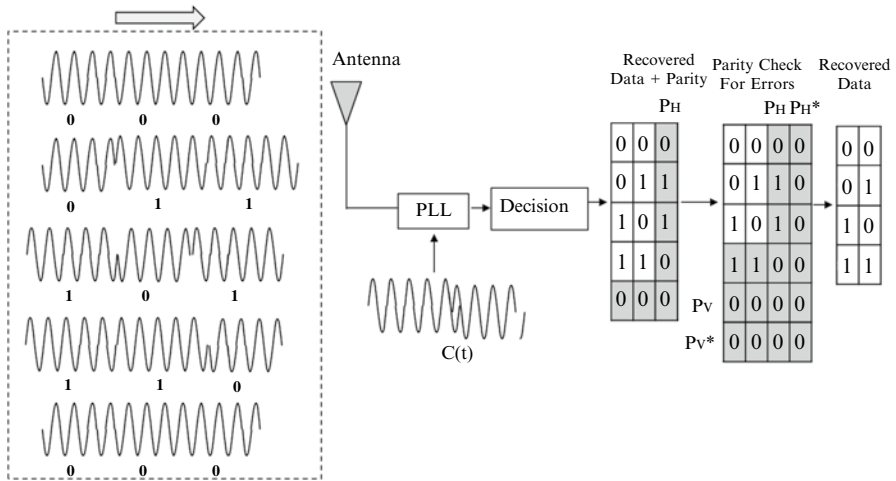 0 0 0
0 1 1
1 0 1
1 1 0
0 0 0
Antenna
PLL
Decision
C(t)
Recovered
Data + Parity
PH
0 0 0
0 1 1
1 0 1
1 1 0
0 0 0
PV
PV*
Parity Check
For Errors
PH PH*
0 0 0 0
0 1 1 0
1 0 1 0
1 1 0 0
0 0 0 0
0 0 0 0
Recovered
Data
0 0
0 1
1 0
1 1